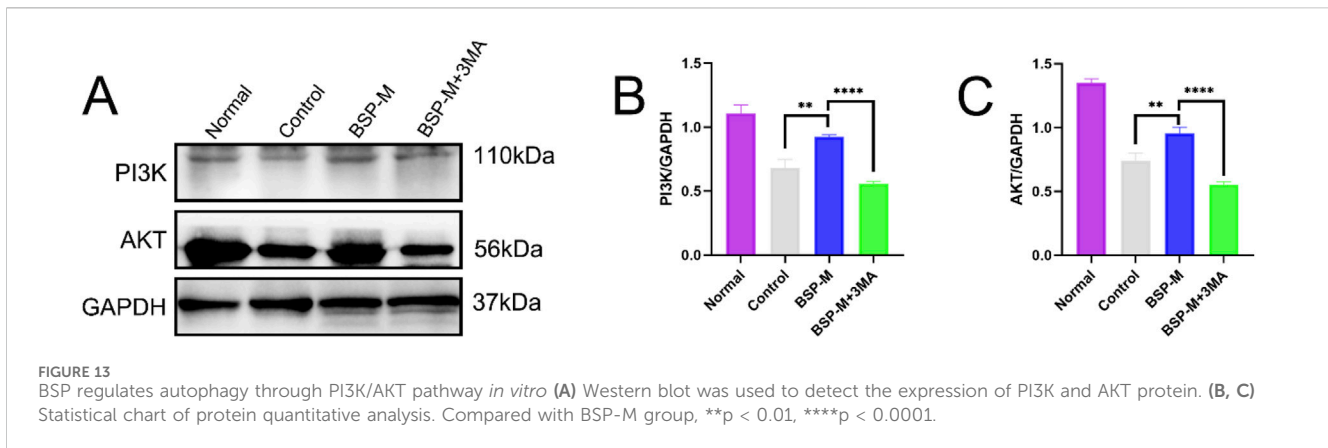 A
Normal
Control
BSP-M
BSP-M+3MA
PI3K
110kDa
AKT
56kDa
GAPDH
37kDa
B
PI3K/GAPDH
1.5
1.0
0.5
0.0
**
****
Normal
Control
BSP-M
BSP-M+3MA
C
AKT/GAPDH
1.5
1.0
0.5
0.0
**
****
Normal
Control
BSP-M
BSP-M+3MA
FIGURE 13
BSP regulates autophagy through PI3K/AKT pathway in vitro (A) Western blot was used to detect the expression of PI3K and AKT protein. (B, C)
Statistical chart of protein quantitative analysis. Compared with BSP-M group, **p < 0.01, ****p < 0.0001.